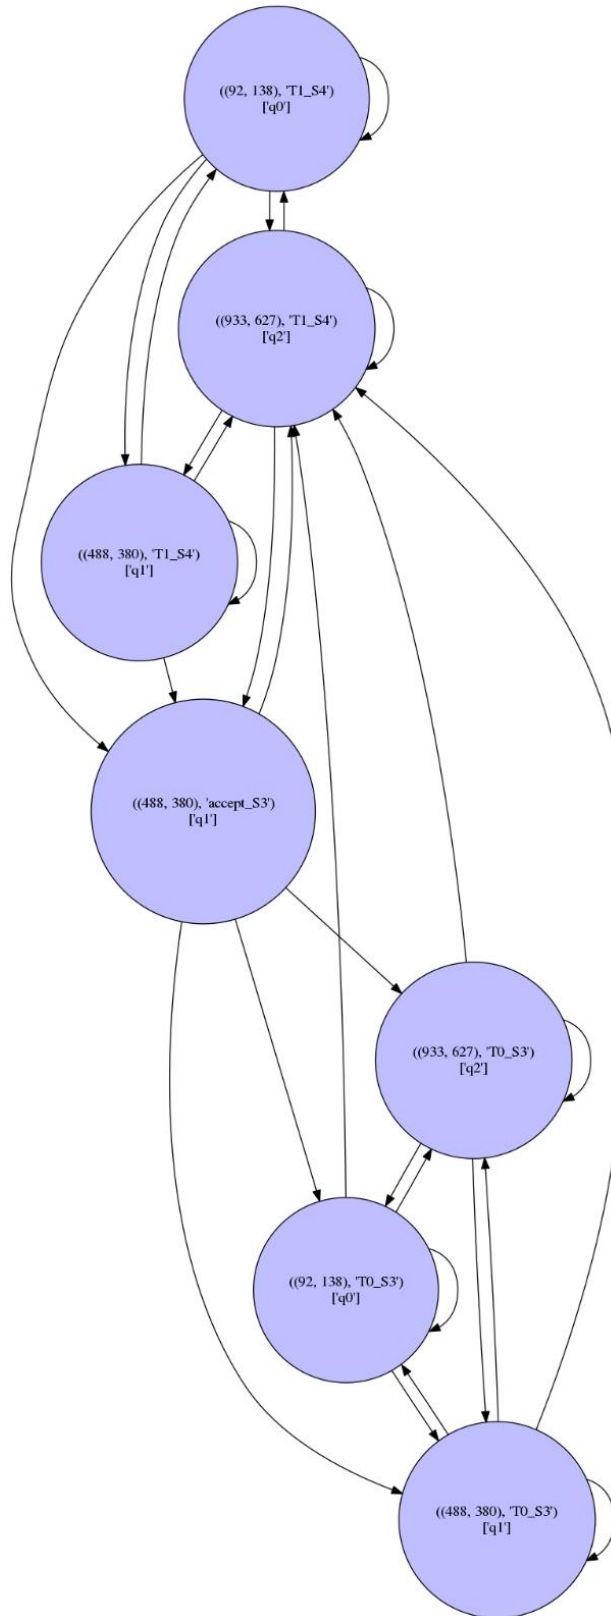 ((92, 138), 'T1_S4')
['q0']
((933, 627), 'T1_S4')
['q2']
((488, 380), 'T1_S4')
['q1']
((488, 380), 'accept_S3')
['q1']
((933, 627), 'T0_S3')
['q2']
((92, 138), 'T0_S3')
['q0']
((488, 380), 'T0_S3')
['q1']